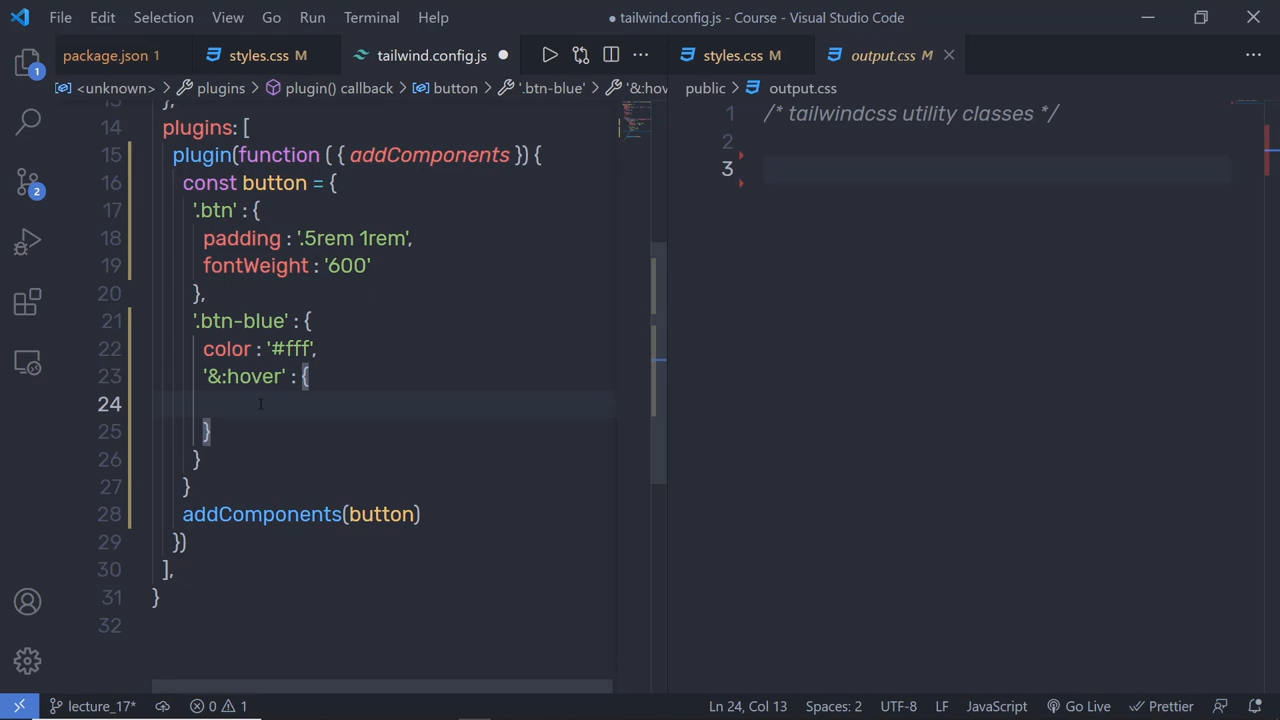 File Edit Selection View Go Run Terminal Help ● tailwind.config.js - Course - Visual Studio Code
package.json 1 styles.css M tailwind.config.js ● styles.css M output.css M
<unknown> > plugins > plugin() callback > button > '.btn-blue' > '&:hov public > output.css
14 plugins: [
15 plugin(function ( { addComponents }) {
16 const button = {
17 '.btn' : {
18 padding : '.5rem 1rem',
19 fontWeight : '600'
20 },
21 '.btn-blue' : {
22 color : '#fff',
23 '&:hover' : {
24
25 }
26 }
27 }
28 addComponents(button)
29 })
30 ],
31 }
32
1 /* tailwindcss utility classes */
2
3
1
2
lecture_17* 0 1 Ln 24, Col 13 Spaces: 2 UTF-8 LF JavaScript Go Live Prettier